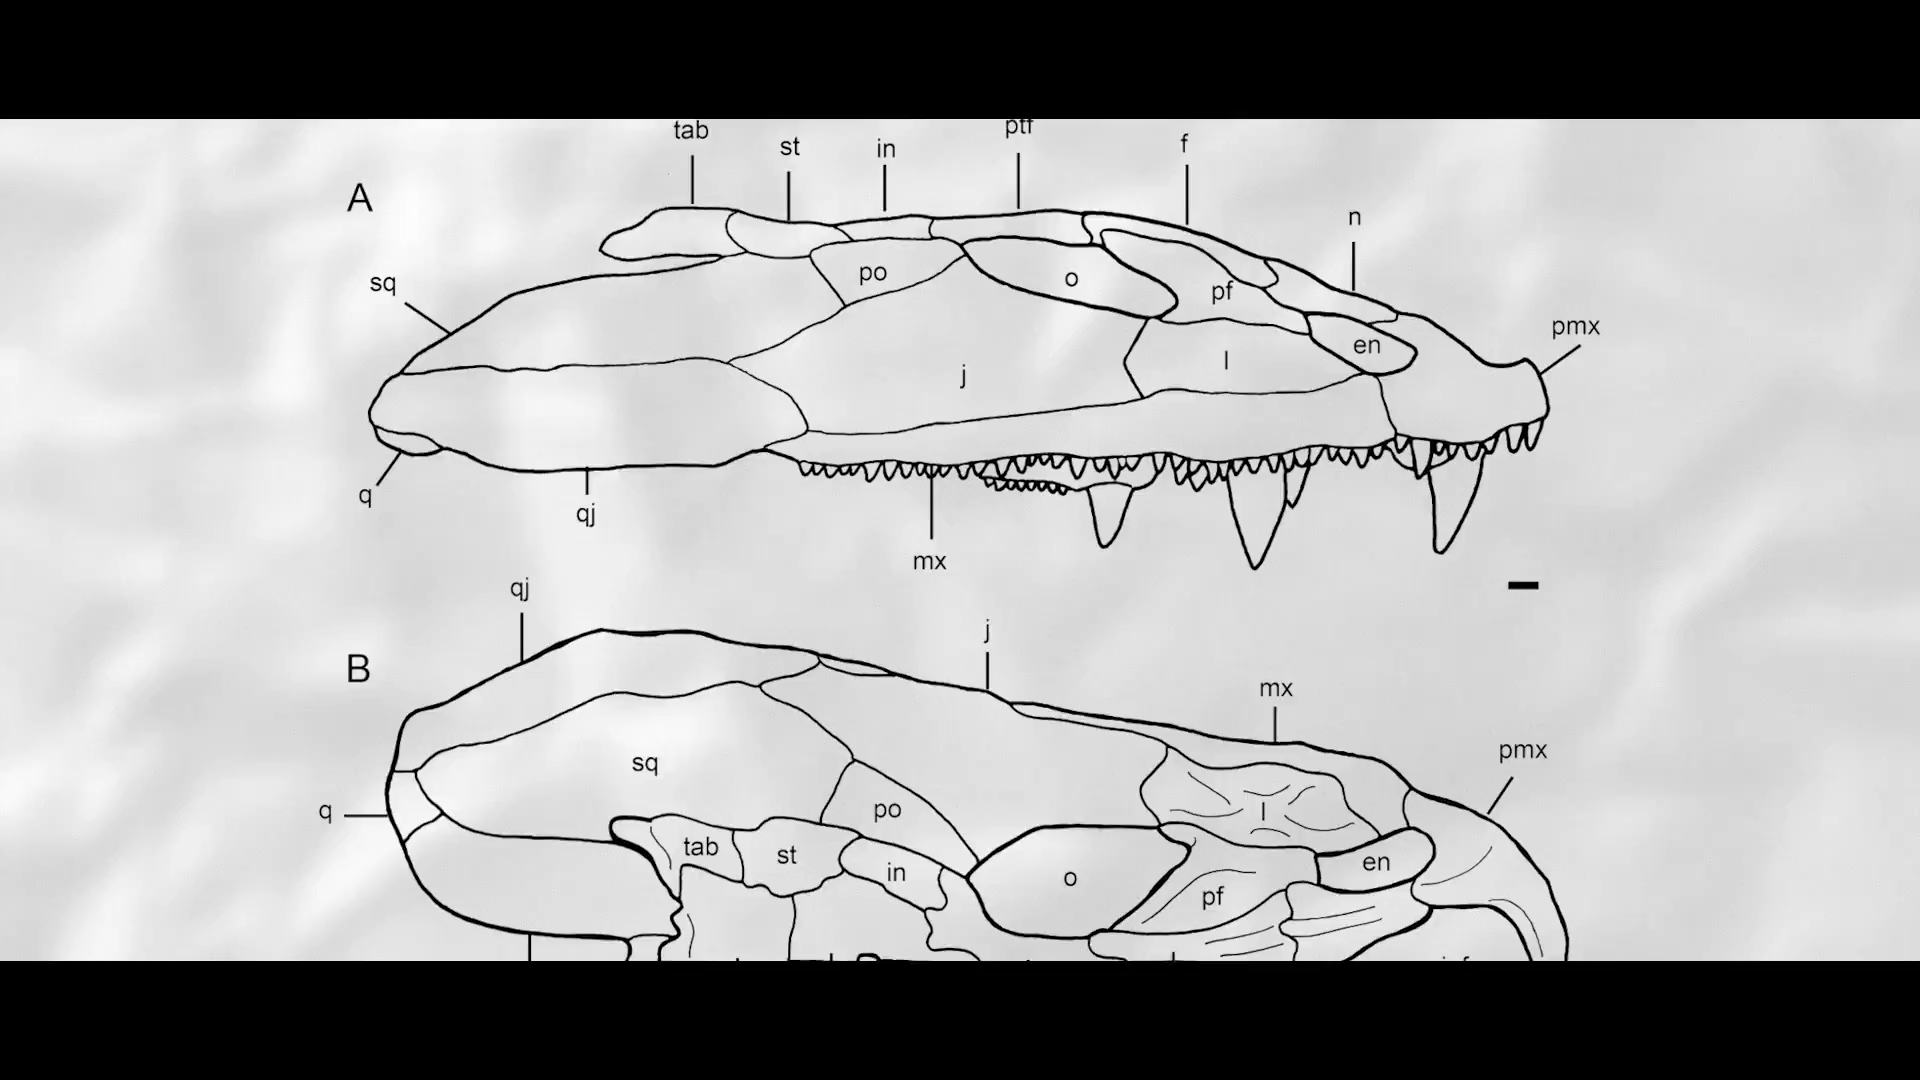 tab
st
in
ptf
f
n
A
sq
po
o
pf
pmx
en
j
l
q
qj
mx
qj
B
j
mx
pmx
sq
q
po
l
tab
st
in
o
pf
en